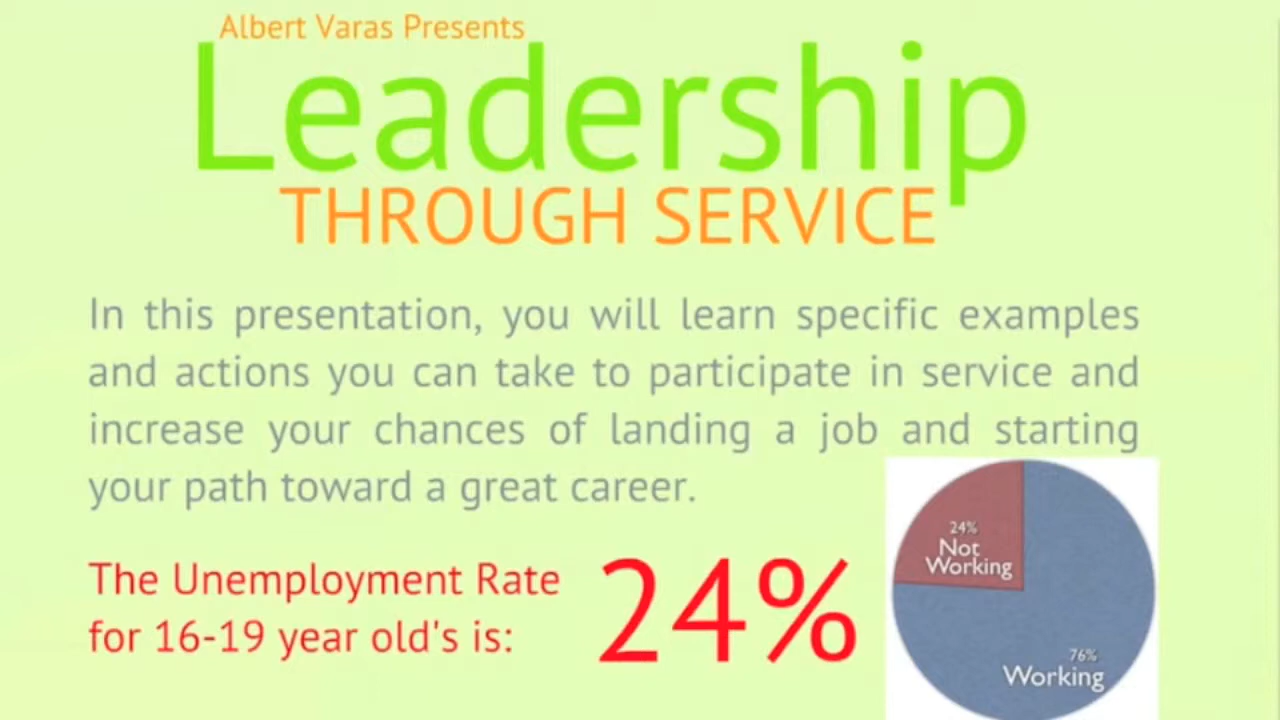 Albert Varas Presents
Leadership
THROUGH SERVICE
In this presentation, you will learn specific examples
and actions you can take to participate in service and
increase your chances of landing a job and starting
your path toward a great career.
The Unemployment Rate
for 16-19 year old's is:
24%
24%
Not
Working
76%
Working